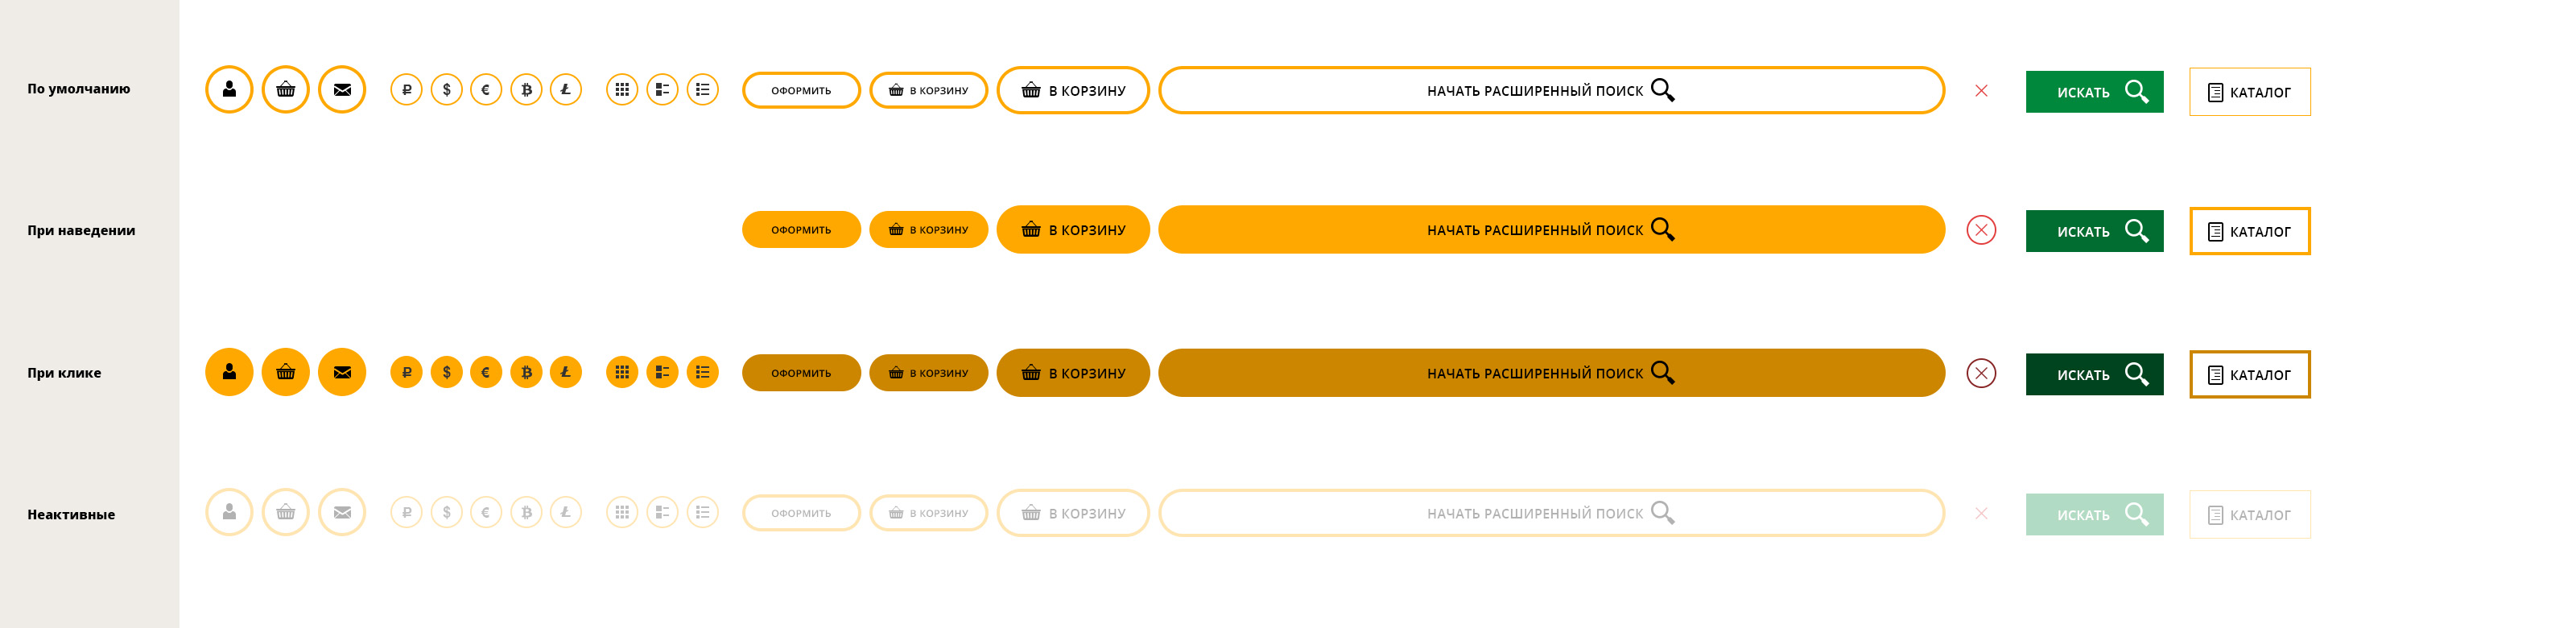 По умолчанию ₽ $ € ₿ Ł ОФОРМИТЬ В КОРЗИНУ В КОРЗИНУ НАЧАТЬ РАСШИРЕННЫЙ ПОИСК ИСКАТЬ КАТАЛОГ
При наведении ОФОРМИТЬ В КОРЗИНУ В КОРЗИНУ НАЧАТЬ РАСШИРЕННЫЙ ПОИСК ИСКАТЬ КАТАЛОГ
При клике ₽ $ € ₿ Ł ОФОРМИТЬ В КОРЗИНУ В КОРЗИНУ НАЧАТЬ РАСШИРЕННЫЙ ПОИСК ИСКАТЬ КАТАЛОГ
Неактивные ₽ $ € ₿ Ł ОФОРМИТЬ В КОРЗИНУ В КОРЗИНУ НАЧАТЬ РАСШИРЕННЫЙ ПОИСК ИСКАТЬ КАТАЛОГ